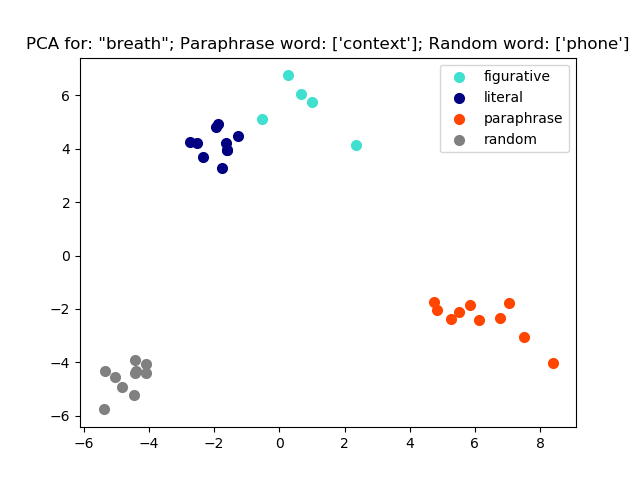 PCA for: "breath"; Paraphrase word: ['context']; Random word: ['phone']
figurative
literal
paraphrase
random
6
4
2
0
−2
−4
−6
−6 −4 −2 0 2 4 6 8